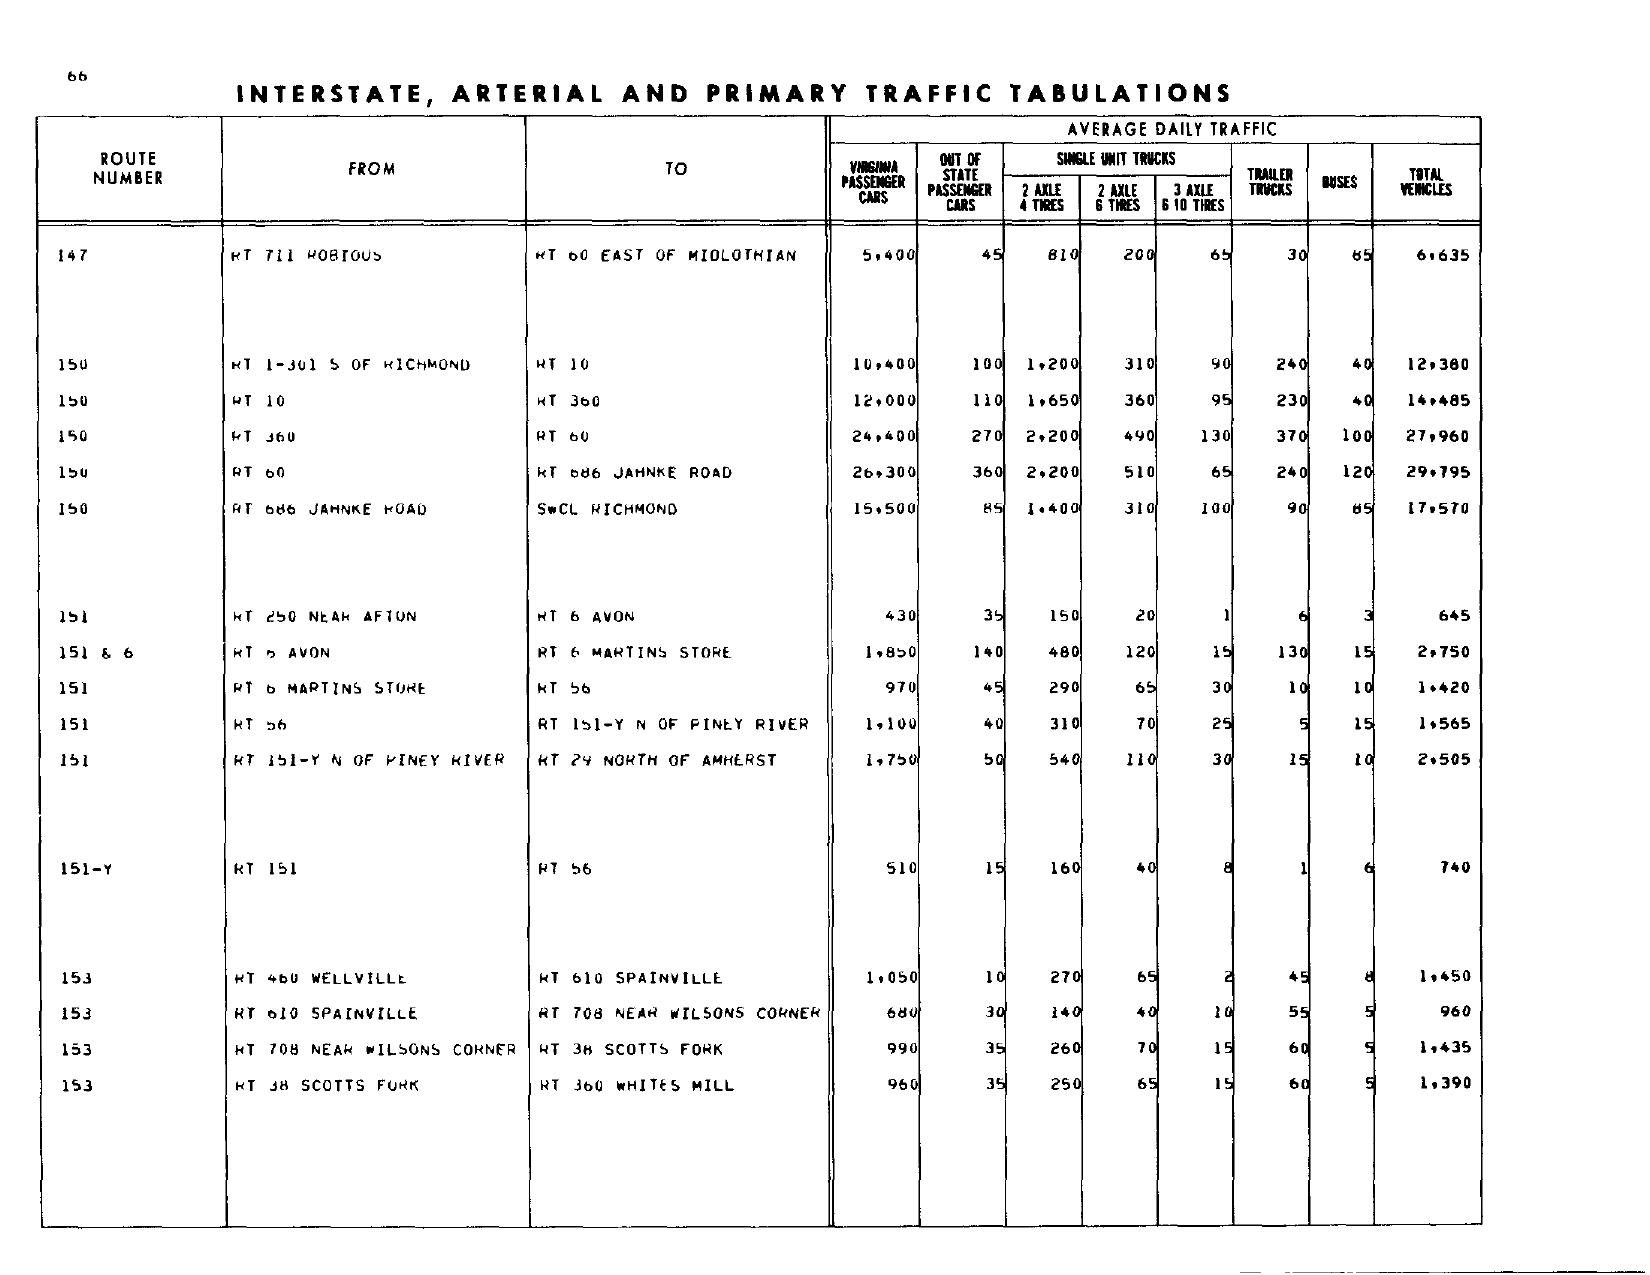 66
INTERSTATE, ARTERIAL AND PRIMARY TRAFFIC TABULATIONS
AVERAGE DAILY TRAFFIC
ROUTE NUMBER FROM TO VIRGINIA PASSENGER CARS OUT OF STATE PASSENGER CARS SINGLE UNIT TRUCKS 2 AXLE 4 TIRES 2 AXLE 6 TIRES 3 AXLE 6 10 TIRES TRAILER TRUCKS BUSES TOTAL VEHICLES
147 RT 711 ROBIOUS RT 60 EAST OF MIDLOTHIAN 5,400 45 810 200 65 30 85 6,635
150 RT 1-301 S OF RICHMOND RT 10 10,400 100 1,200 310 90 240 40 12,380
150 RT 10 RT 360 12,000 110 1,650 360 95 230 40 14,485
150 RT 360 RT 60 24,400 270 2,200 490 130 370 100 27,960
150 RT 60 RT 686 JAHNKE ROAD 26,300 360 2,200 510 65 240 120 29,795
150 RT 686 JAHNKE ROAD SWCL RICHMOND 15,500 85 1,400 310 100 90 85 17,570
151 RT 250 NEAR AFTON RT 6 AVON 430 35 150 20 1 6 3 645
151 & 6 RT 6 AVON RT 6 MARTINS STORE 1,850 140 480 120 15 130 15 2,750
151 RT 6 MARTINS STORE RT 56 970 45 290 65 30 10 10 1,420
151 RT 56 RT 151-Y N OF PINEY RIVER 1,100 40 310 70 25 5 15 1,565
151 RT 151-Y N OF PINEY RIVER RT 29 NORTH OF AMHERST 1,750 50 540 110 30 15 10 2,505
151-Y RT 151 RT 56 510 15 160 40 8 1 6 740
153 RT 460 WELLVILLE RT 610 SPAINVILLE 1,050 10 270 65 2 45 8 1,450
153 RT 610 SPAINVILLE RT 708 NEAR WILSONS CORNER 680 30 140 40 10 55 5 960
153 RT 708 NEAR WILSONS CORNER RT 38 SCOTTS FORK 990 35 260 70 15 60 5 1,435
153 RT 38 SCOTTS FORK RT 360 WHITES MILL 960 35 250 65 15 60 5 1,390